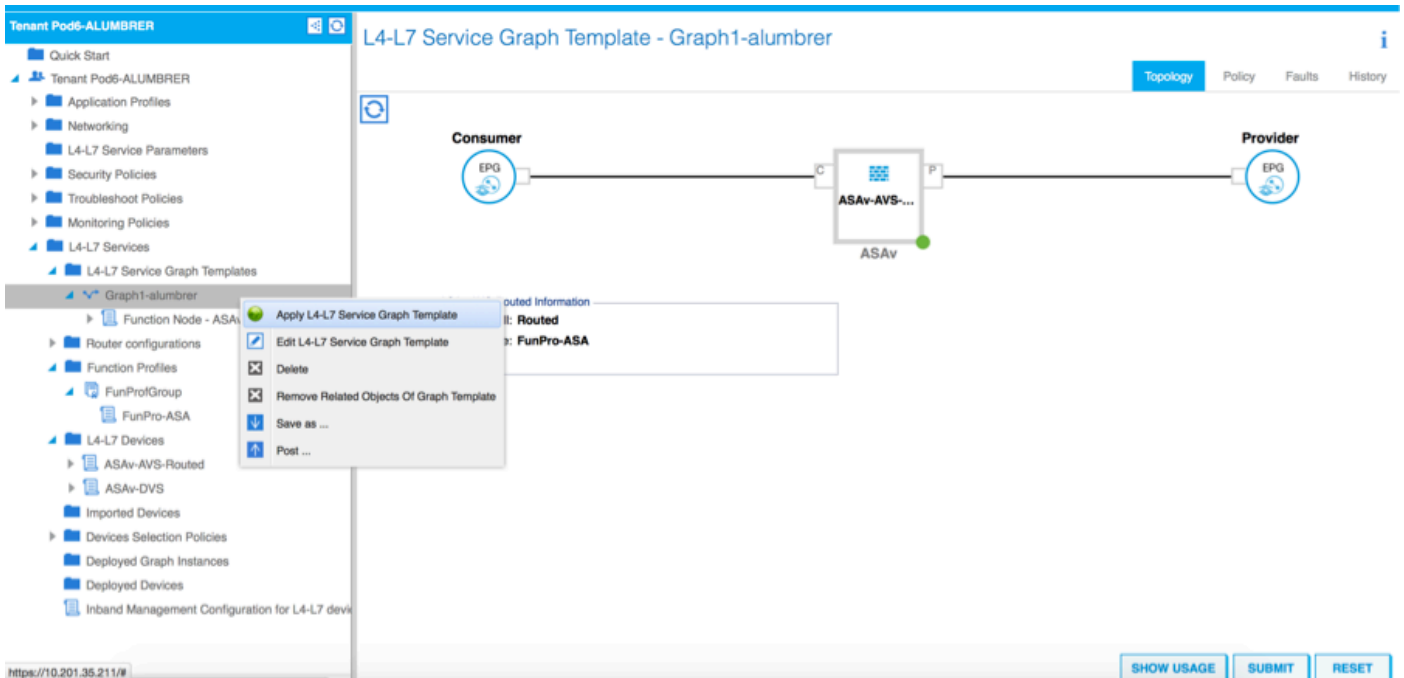 Tenant Pod6-ALUMBRER
Quick Start
Tenant Pod6-ALUMBRER
Application Profiles
Networking
L4-L7 Service Parameters
Security Policies
Troubleshoot Policies
Monitoring Policies
L4-L7 Services
L4-L7 Service Graph Templates
Graph1-alumbrer
Function Node - ASAv
Router configurations
Function Profiles
FunProfGroup
FunPro-ASA
L4-L7 Devices
ASAv-AVS-Routed
ASAv-DVS
Imported Devices
Devices Selection Policies
Deployed Graph Instances
Deployed Devices
Inband Management Configuration for L4-L7 devi
https://10.201.35.211/#
Apply L4-L7 Service Graph Template
Edit L4-L7 Service Graph Template
Delete
Remove Related Objects Of Graph Template
Save as ...
Post ...
L4-L7 Service Graph Template - Graph1-alumbrer
i
Topology Policy Faults History
Consumer
EPG
C
P
ASAv-AVS-...
ASAv
Provider
EPG
Information
Routed
FunPro-ASA
SHOW USAGE SUBMIT RESET